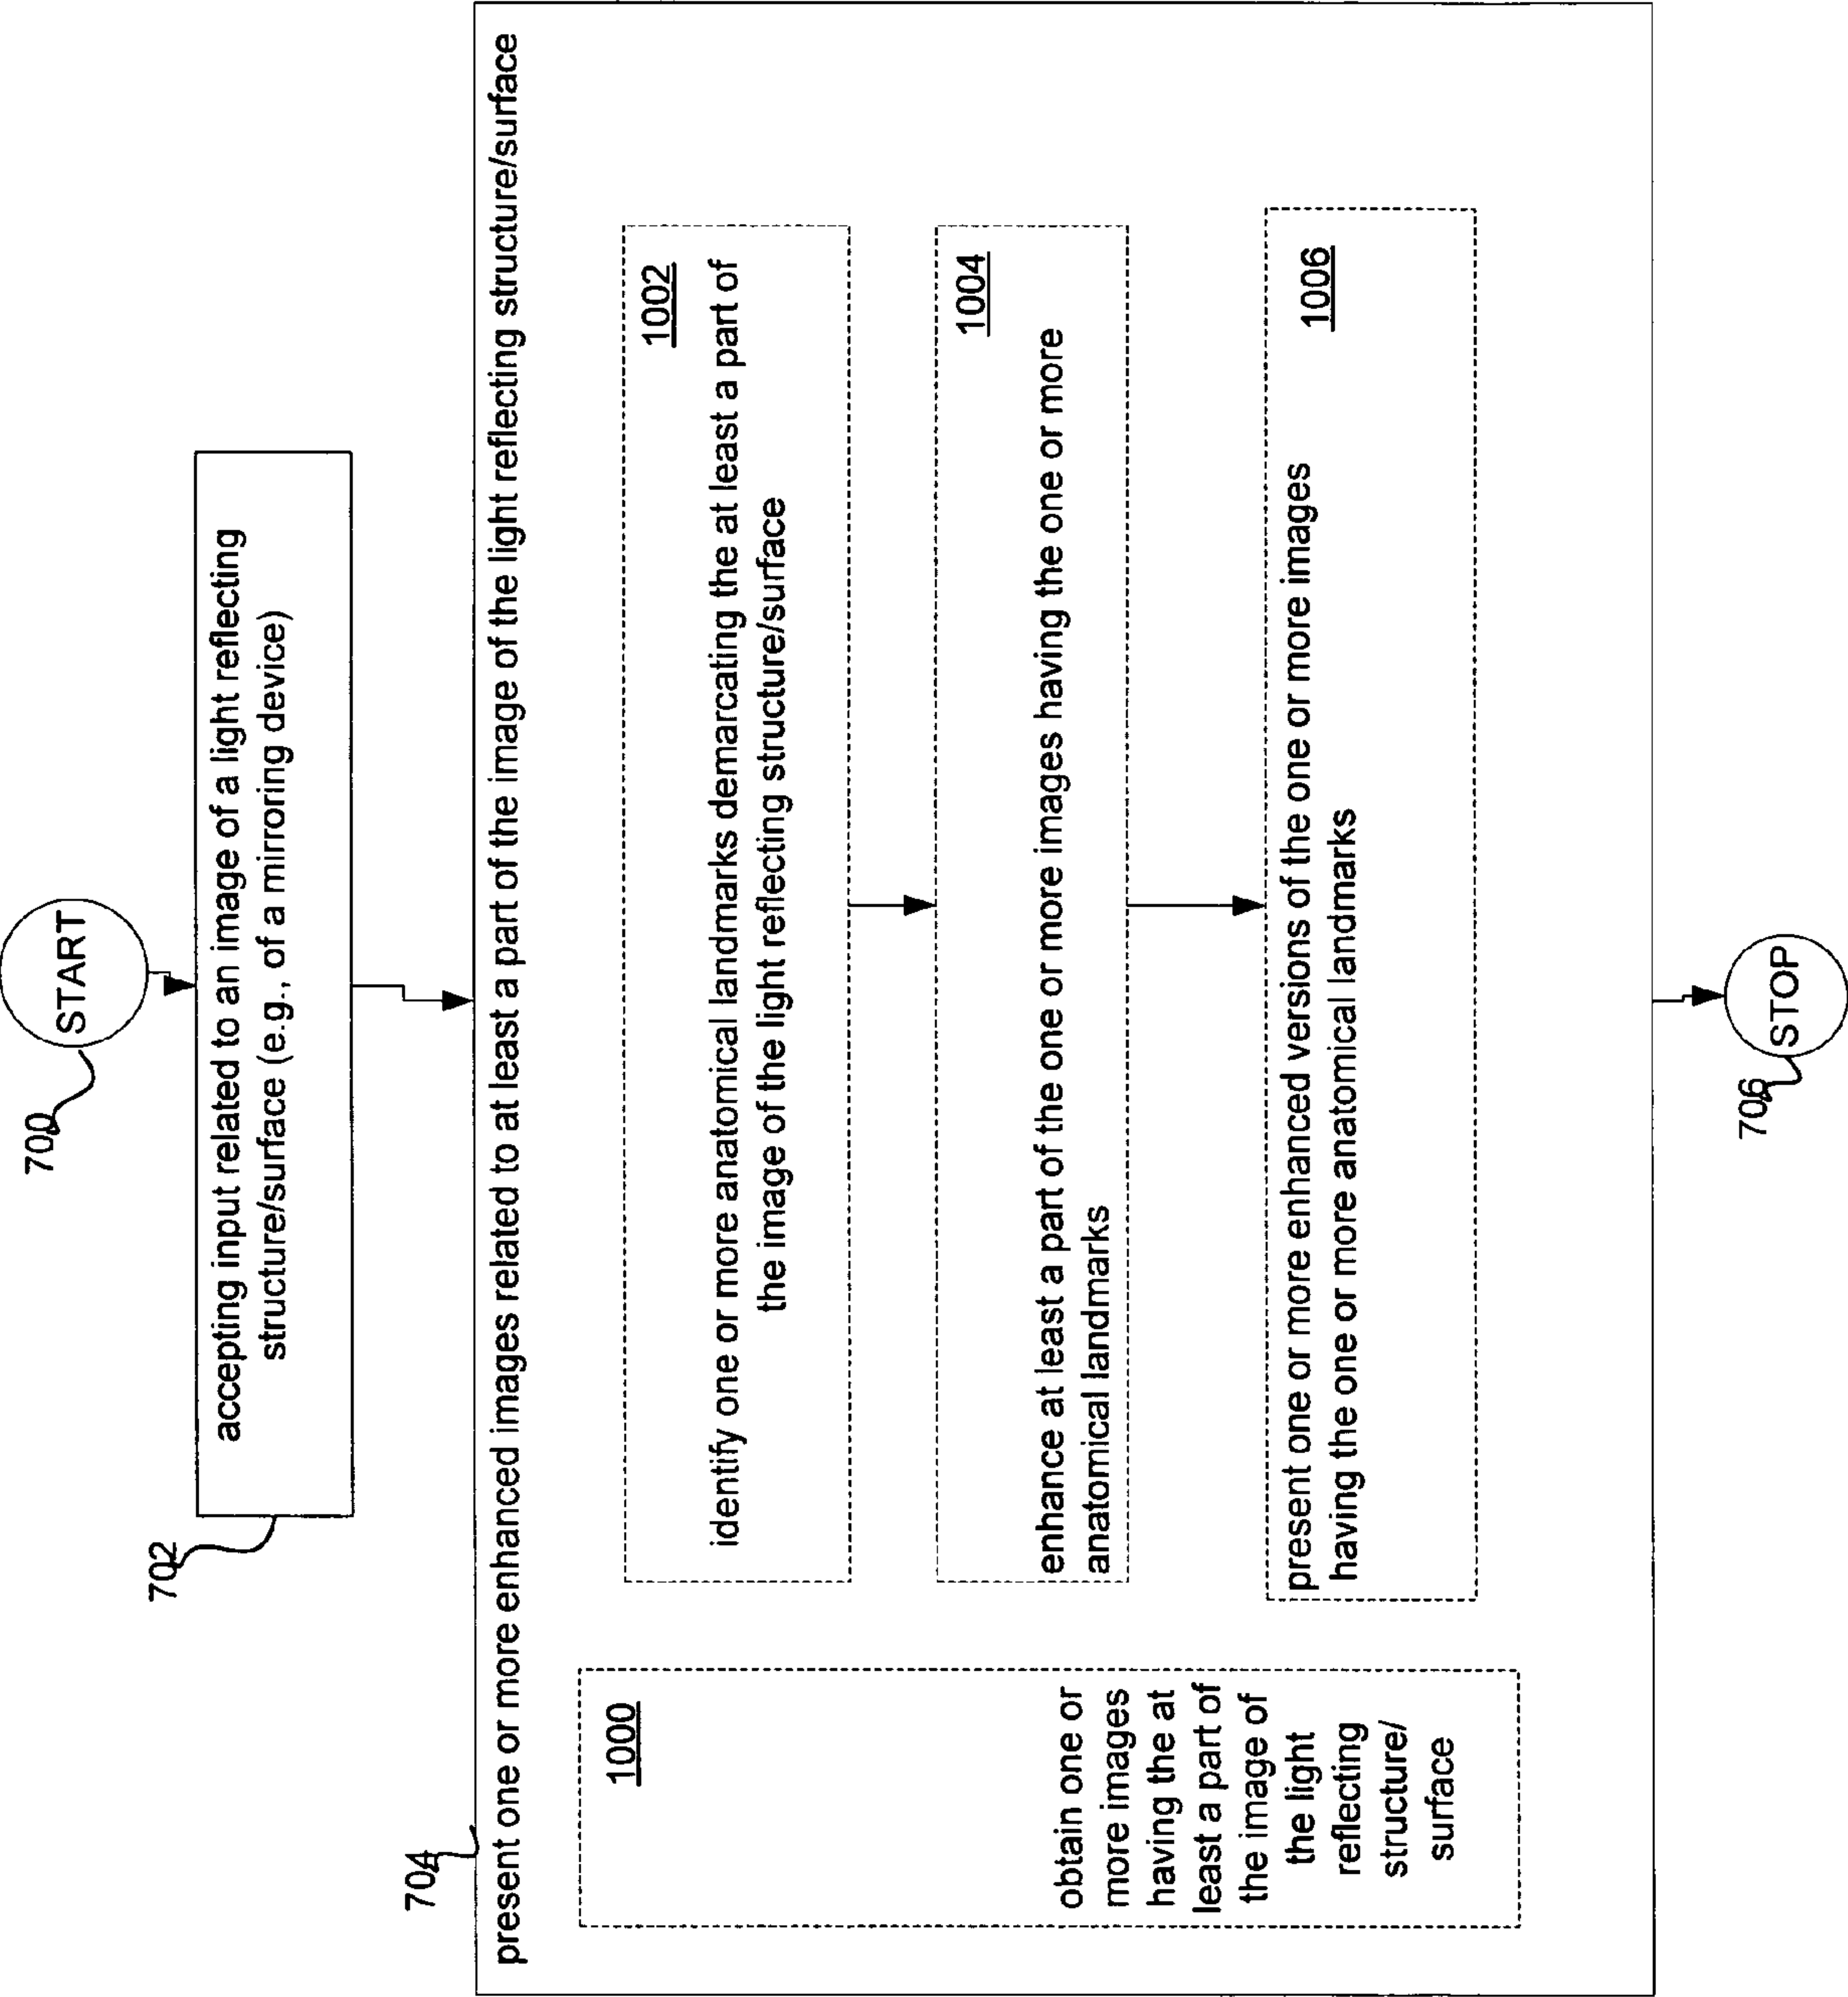 700
START
702
accepting input related to an image of a light reflecting
structure/surface (e.g., of a mirroring device)
704
present one or more enhanced images related to at least a part of the image of the light reflecting structure/surface
1000
obtain one or
more images
having the at
least a part of
the image of
the light
reflecting
structure/
surface
1002
identify one or more anatomical landmarks demarcating the at least a part of
the image of the light reflecting structure/surface
1004
enhance at least a part of the one or more images having the one or more
anatomical landmarks
1006
present one or more enhanced versions of the one or more images
having the one or more anatomical landmarks
706
STOP